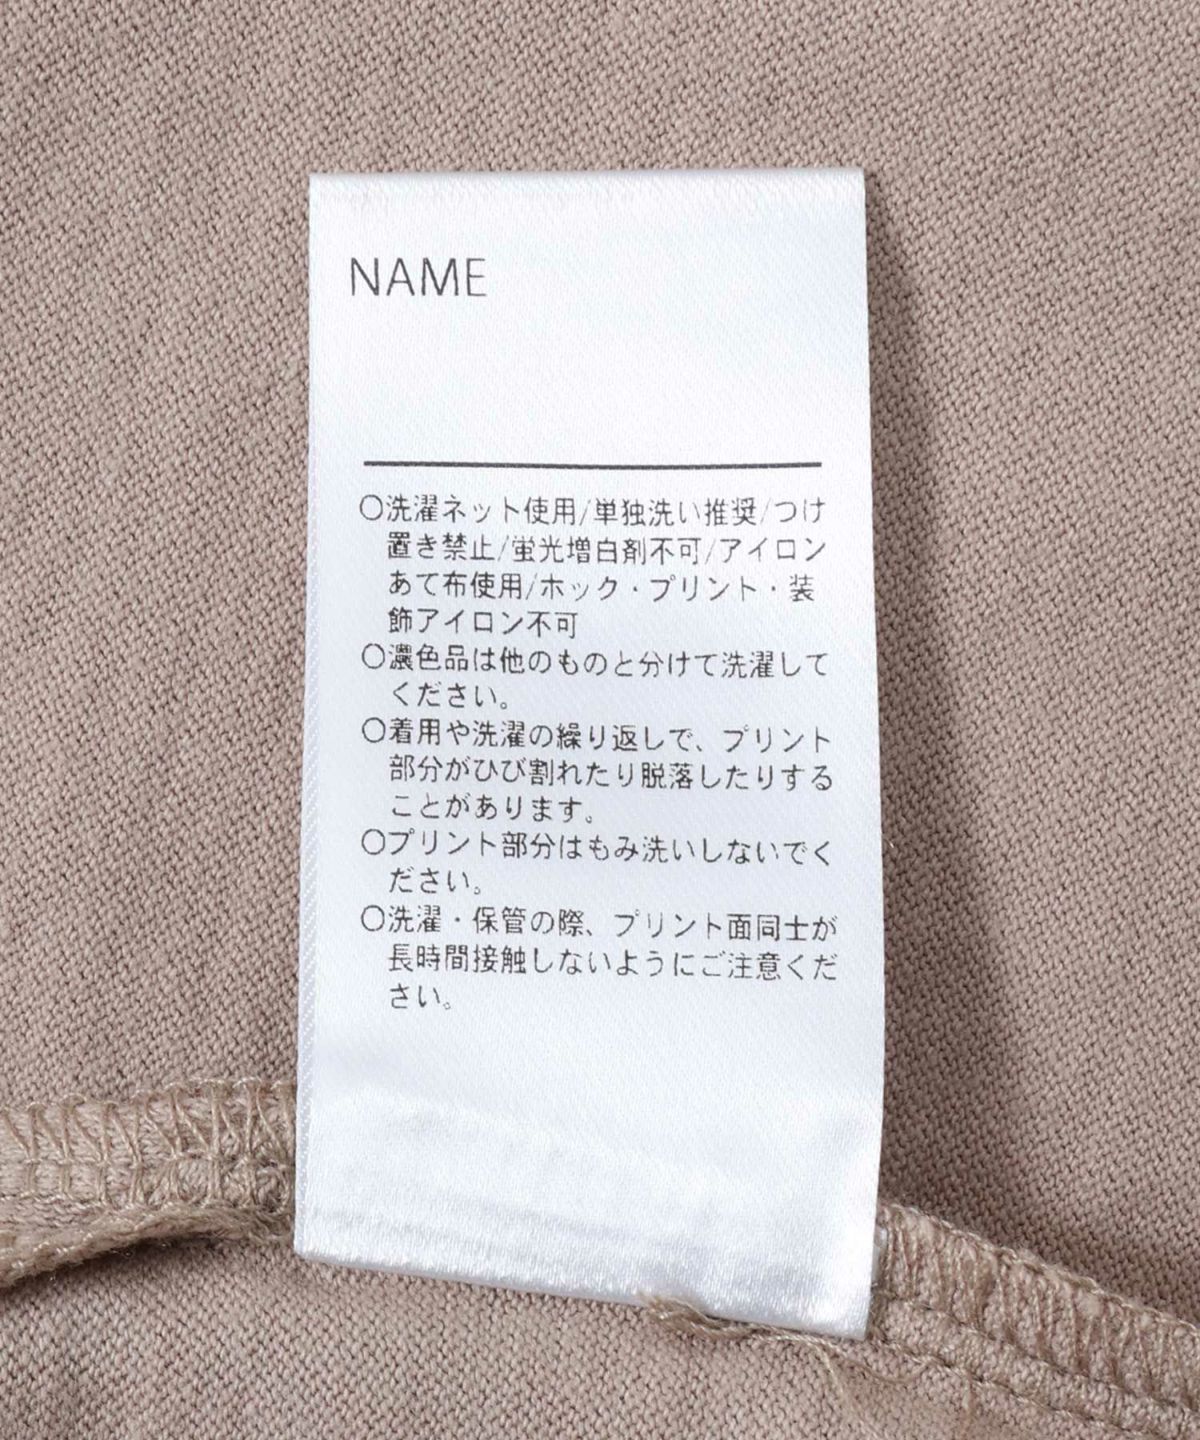 NAME
○洗濯ネット使用/単独洗い推奨/つけ
置き禁止/蛍光増白剤不可/アイロン
あて布使用/ホック・プリント・装
飾アイロン不可
○濃色品は他のものと分けて洗濯して
ください。
○着用や洗濯の繰り返しで、プリント
部分がひび割れたり脱落したりする
ことがあります。
○プリント部分はもみ洗いしないでく
ださい。
○洗濯・保管の際、プリント面同士が
長時間接触しないようにご注意くだ
さい。